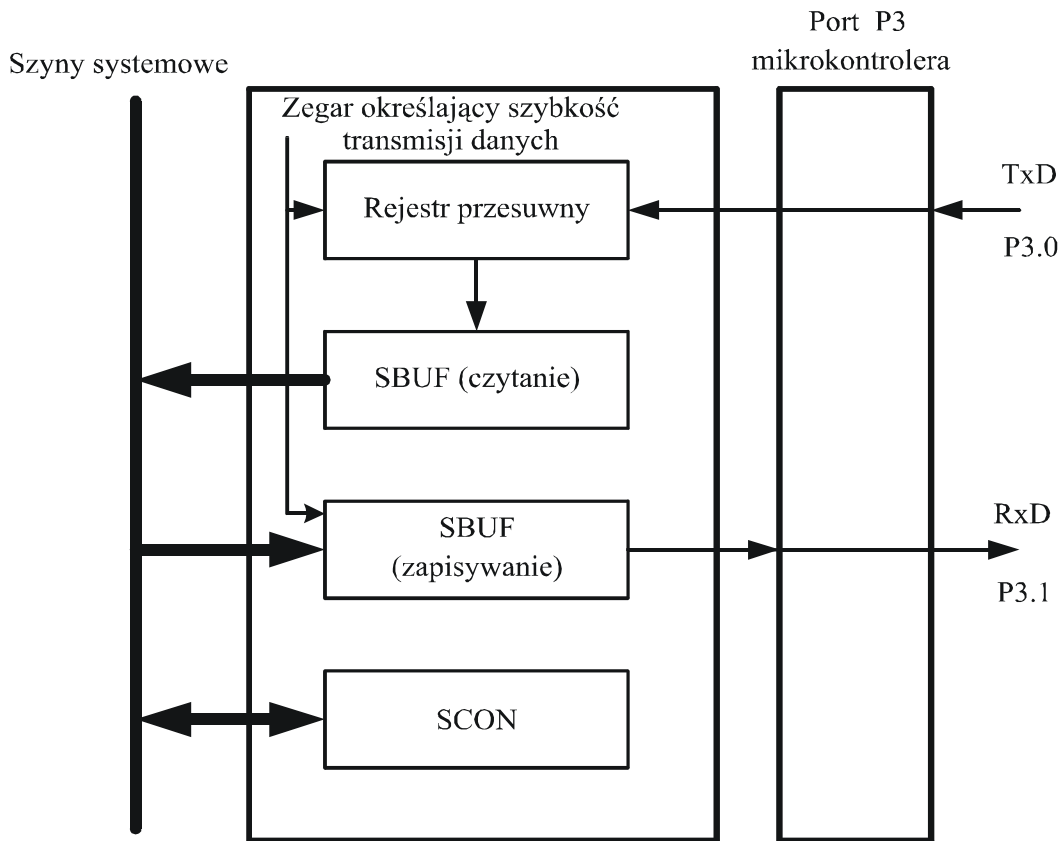 Port P3
mikrokontrolera
Szyny systemowe
Zegar określający szybkość
transmisji danych
Rejestr przesuwny
TxD
P3.0
SBUF (czytanie)
SBUF
(zapisywanie)
RxD
P3.1
SCON